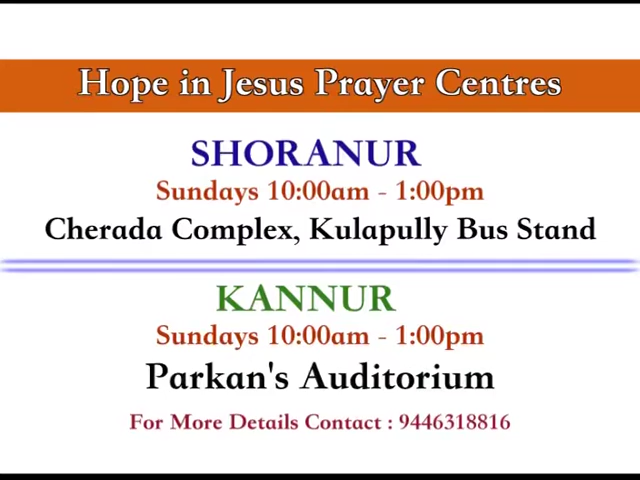 Hope in Jesus Prayer Centres
SHORANUR
Sundays 10:00am - 1:00pm
Cherada Complex, Kulapully Bus Stand
KANNUR
Sundays 10:00am - 1:00pm
Parkan's Auditorium
For More Details Contact : 9446318816